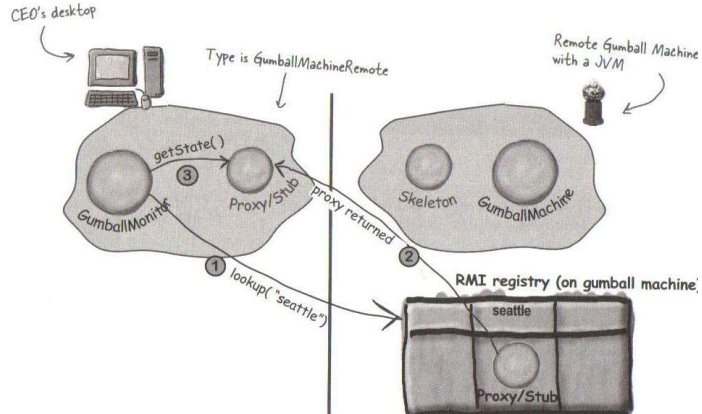 CEO's desktop
Type is GumballMachineRemote
Remote Gumball Machine
with a JVM
getState()
3
GumballMonitor
Proxy/Stub
proxy returned
2
1
lookup("seattle")
Skeleton
GumballMachine
RMI registry (on gumball machine)
seattle
Proxy/Stub